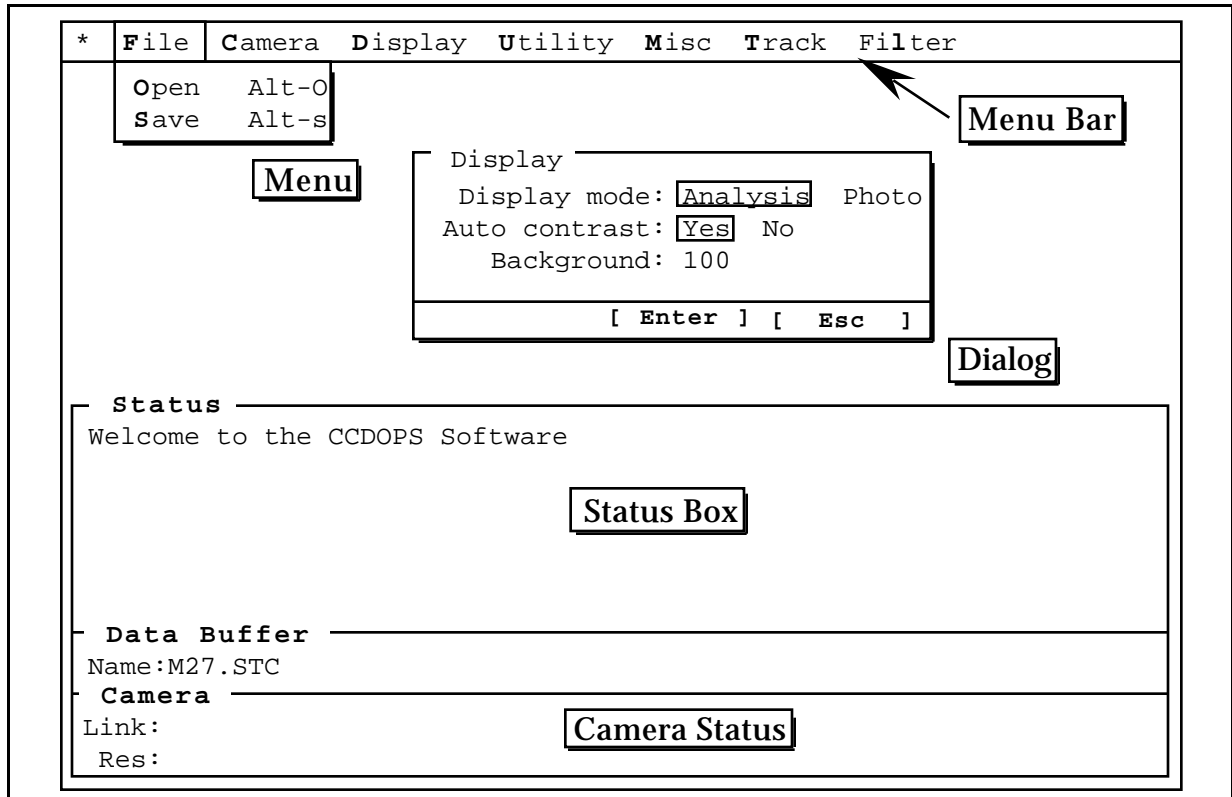 * File Camera Display Utility Misc Track Filter
Open Alt-O
Save Alt-s
Menu Bar
Menu
Display
Display mode: Analysis Photo
Auto contrast: Yes No
Background: 100
[ Enter ] [ Esc ]
Dialog
Status
Welcome to the CCDOPS Software
Status Box
Data Buffer
Name:M27.STC
Camera
Link:
Camera Status
Res: